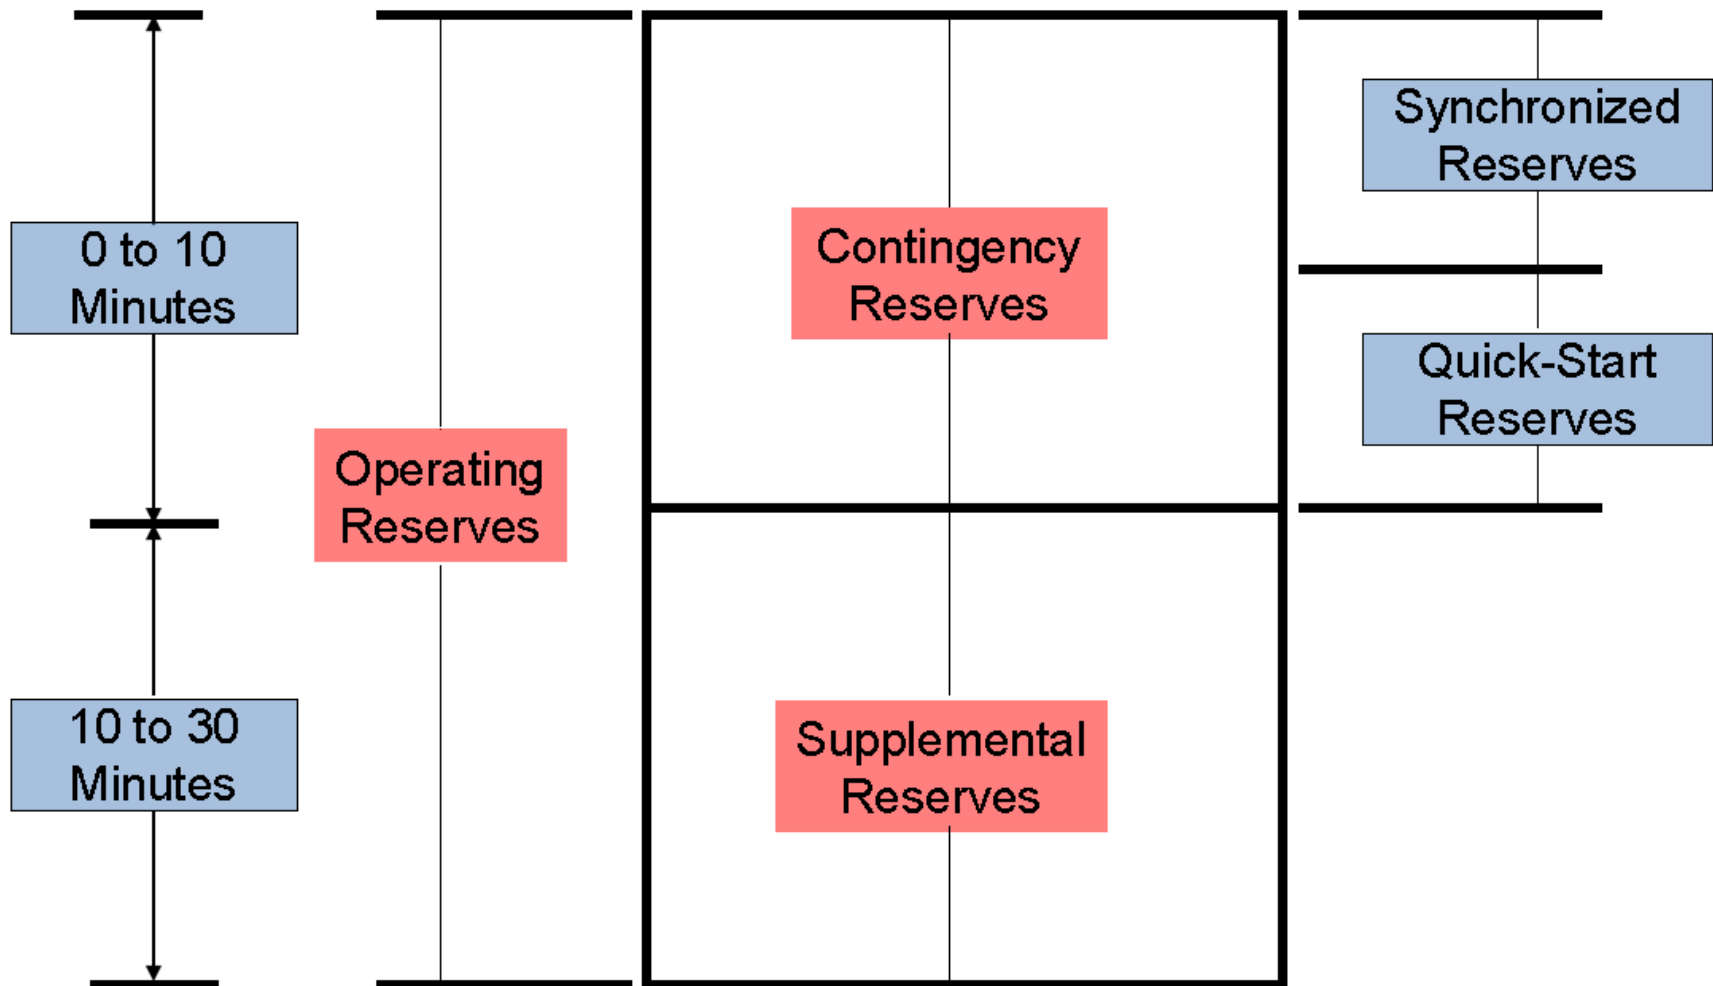 0 to 10
Minutes
10 to 30
Minutes
Operating
Reserves
Contingency
Reserves
Supplemental
Reserves
Synchronized
Reserves
Quick-Start
Reserves